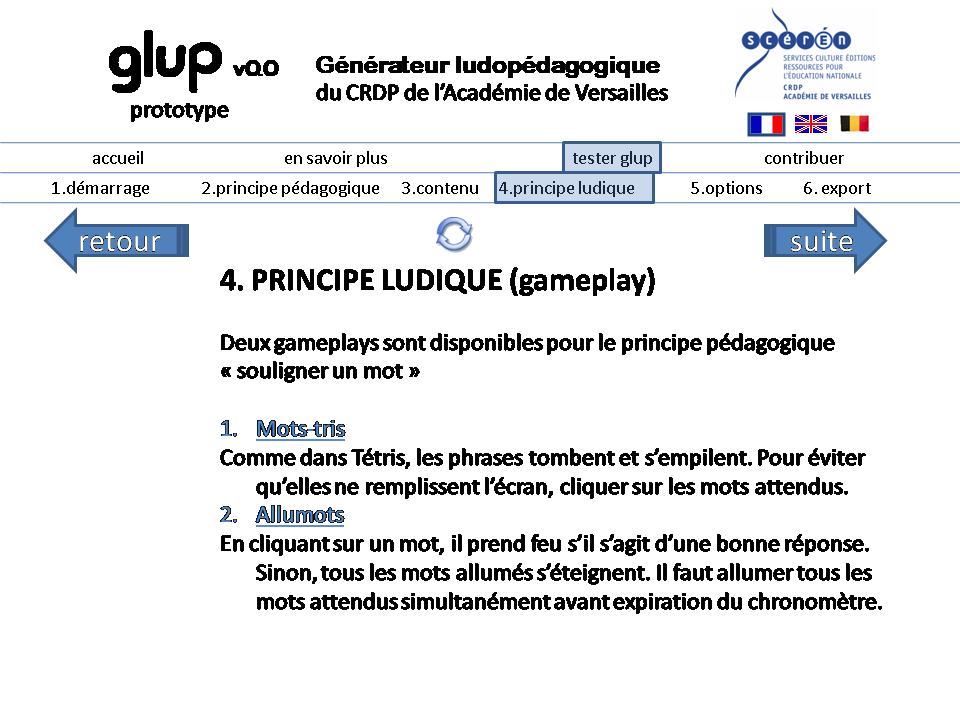 glup v0.0
prototype
Générateur ludopédagogique
du CRDP de l'Académie de Versailles
scérén
SERVICES CULTURE ÉDITIONS
RESSOURCES POUR
L'ÉDUCATION NATIONALE
CRDP
ACADÉMIE DE VERSAILLES
accueil en savoir plus tester glup contribuer
1.démarrage 2.principe pédagogique 3.contenu 4.principe ludique 5.options 6. export
retour suite
4. PRINCIPE LUDIQUE (gameplay)
Deux gameplays sont disponibles pour le principe pédagogique
« souligner un mot »
1. Mots-tris
Comme dans Tétris, les phrases tombent et s'empilent. Pour éviter
qu'elles ne remplissent l'écran, cliquer sur les mots attendus.
2. Allumots
En cliquant sur un mot, il prend feu s'il s'agit d'une bonne réponse.
Sinon, tous les mots allumés s'éteignent. Il faut allumer tous les
mots attendus simultanément avant expiration du chronomètre.